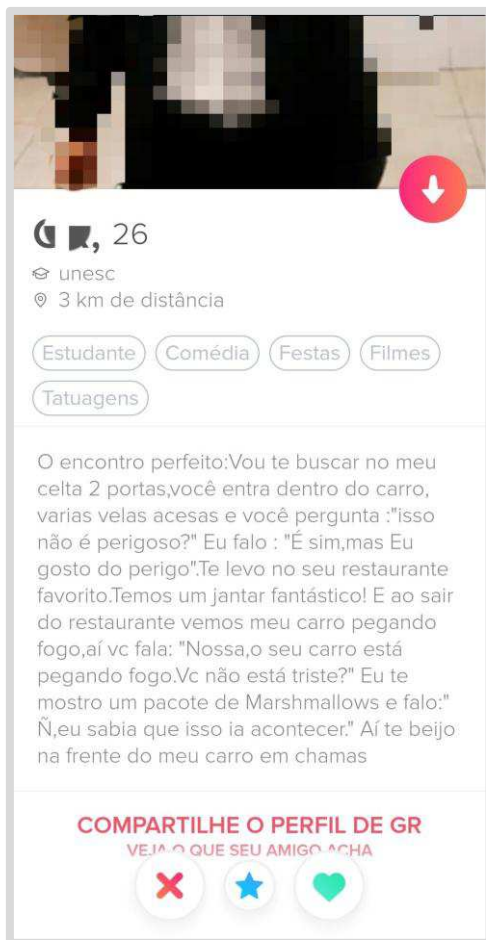 , 26
unesc
3 km de distância
Estudante Comédia Festas Filmes
Tatuagens
O encontro perfeito:Vou te buscar no meu
celta 2 portas,você entra dentro do carro,
varias velas acesas e você pergunta :"isso
não é perigoso?" Eu falo : "É sim,mas Eu
gosto do perigo".Te levo no seu restaurante
favorito.Temos um jantar fantástico! E ao sair
do restaurante vemos meu carro pegando
fogo,aí vc fala: "Nossa,o seu carro está
pegando fogo.Vc não está triste?" Eu te
mostro um pacote de Marshmallows e falo:"
Ñ,eu sabia que isso ia acontecer." Aí te beijo
na frente do meu carro em chamas
COMPARTILHE O PERFIL DE GR
VEJA O QUE SEU AMIGO ACHA